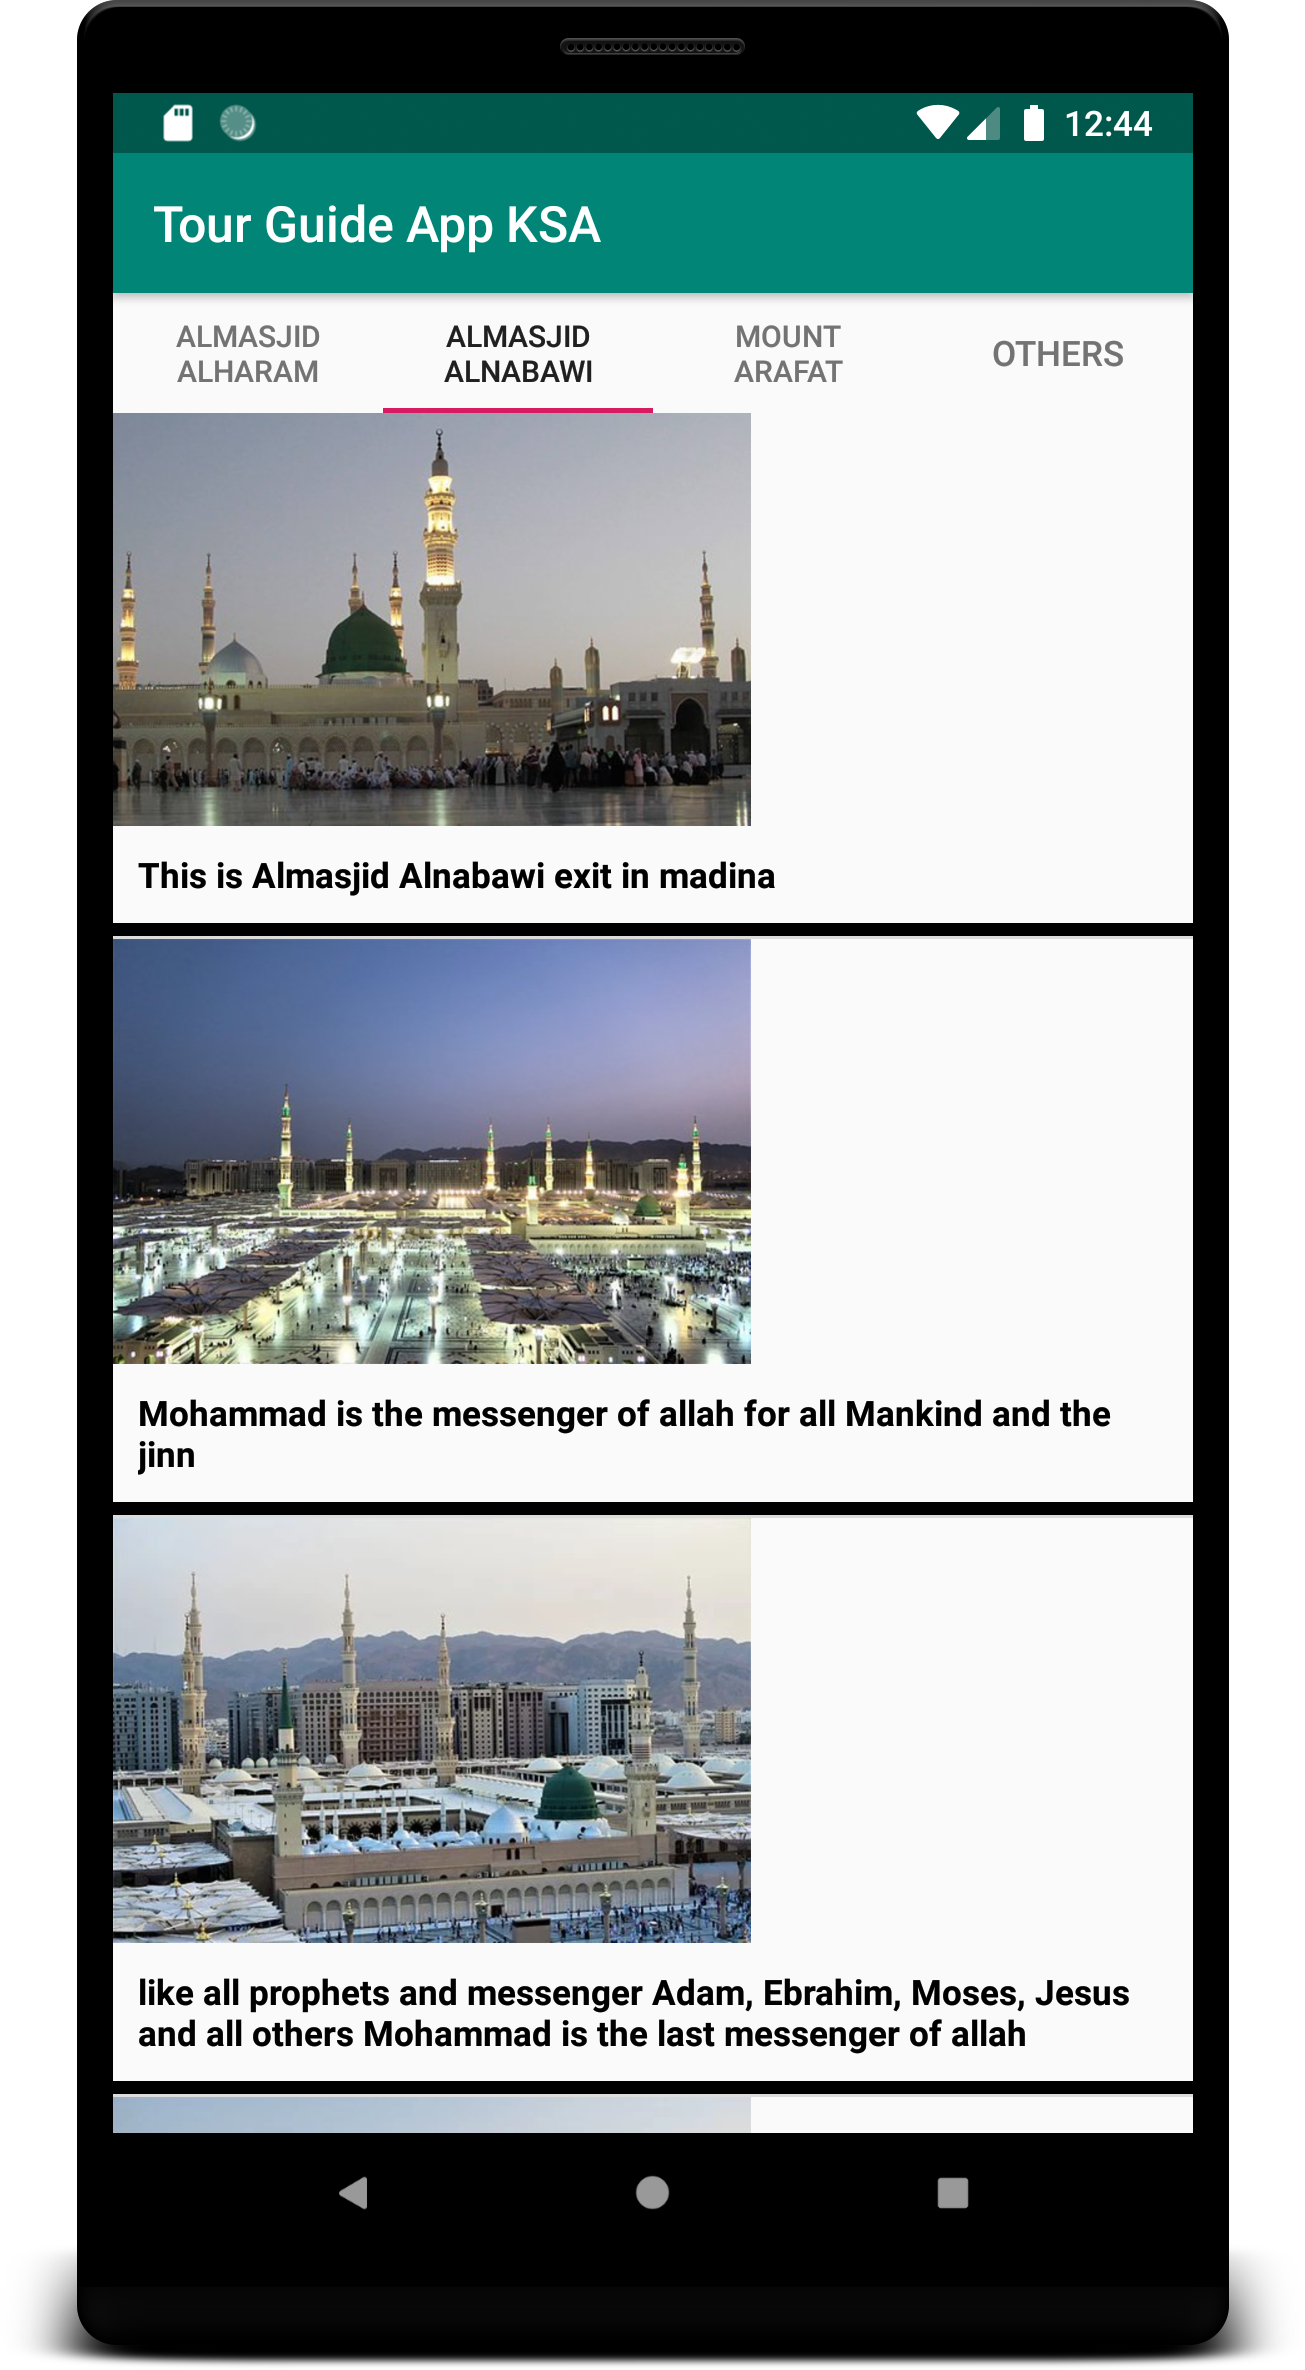 12:44
Tour Guide App KSA
ALMASJID
ALHARAM
ALMASJID
ALNABAWI
MOUNT
ARAFAT
OTHERS
This is Almasjid Alnabawi exit in madina
Mohammad is the messenger of allah for all Mankind and the
jinn
like all prophets and messenger Adam, Ebrahim, Moses, Jesus
and all others Mohammad is the last messenger of allah